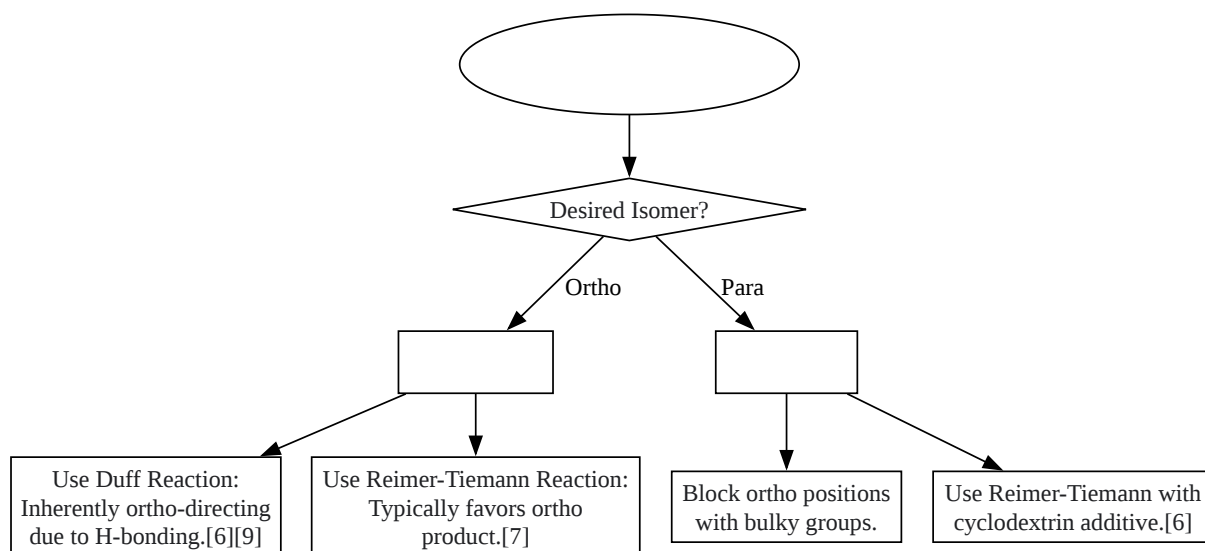 Desired Isomer?
Ortho
Para
Use Duff Reaction:
Inherently ortho-directing
due to H-bonding.[6][9]
Use Reimer-Tiemann Reaction:
Typically favors ortho
product.[7]
Block ortho positions
with bulky groups.
Use Reimer-Tiemann with
cyclodextrin additive.[6]